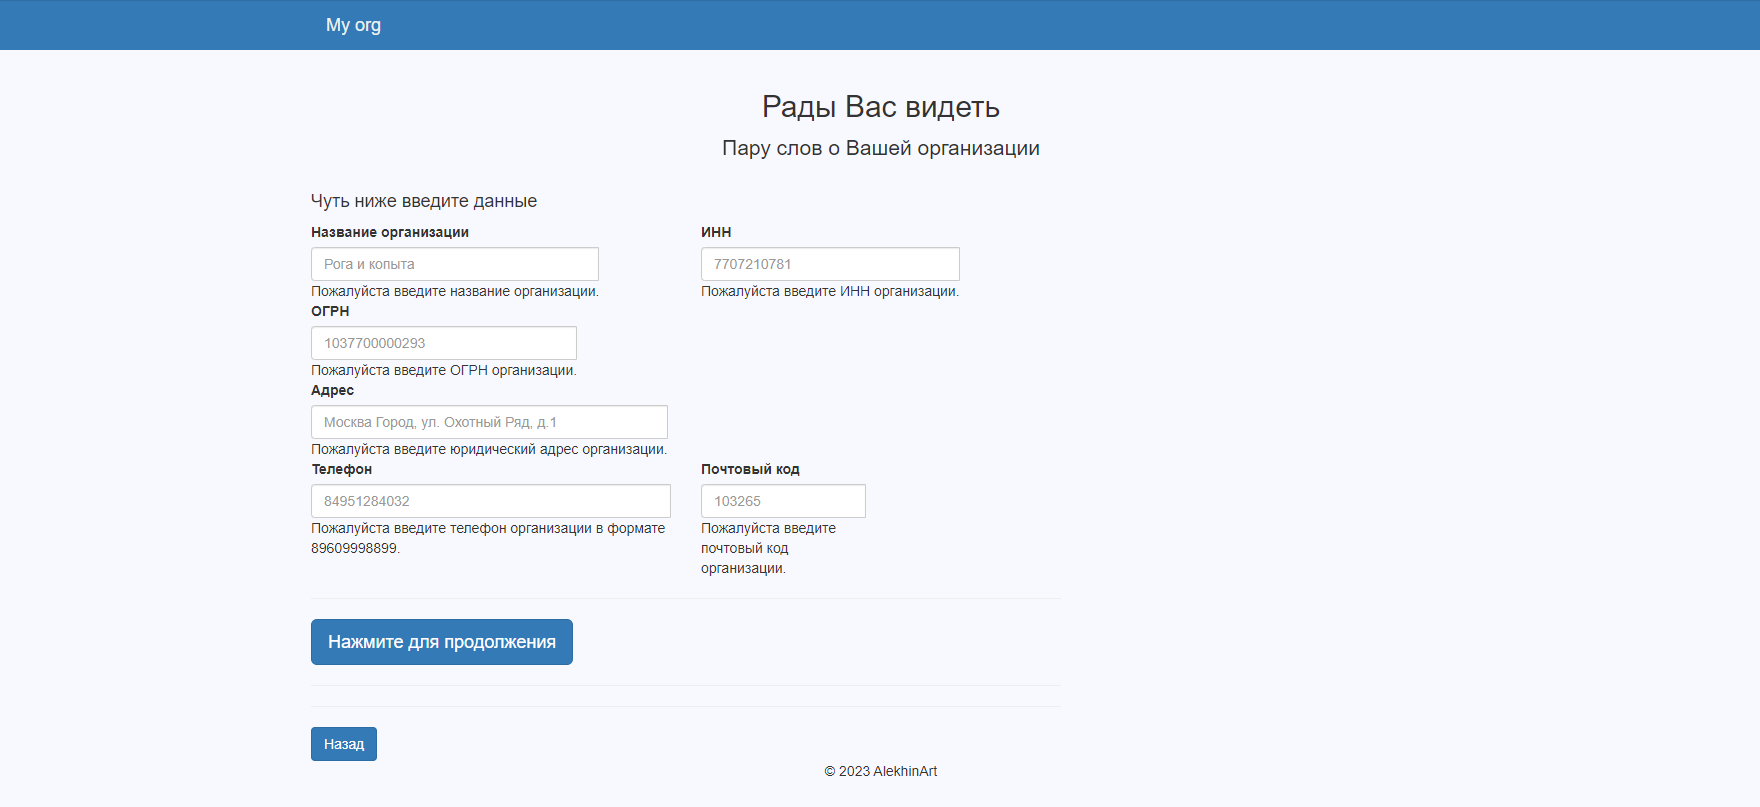 My org
Рады Вас видеть
Пару слов о Вашей организации
Чуть ниже введите данные
Название организации
ИНН
Рога и копыта
7707210781
Пожалуйста введите название организации.
Пожалуйста введите ИНН организации.
ОГРН
1037700000293
Пожалуйста введите ОГРН организации.
Адрес
Москва Город, ул. Охотный Ряд, д.1
Пожалуйста введите юридический адрес организации.
Телефон
Почтовый код
84951284032
103265
Пожалуйста введите телефон организации в формате
89609998899.
Пожалуйста введите
почтовый код
организации.
Нажмите для продолжения
Назад
© 2023 AlekhinArt